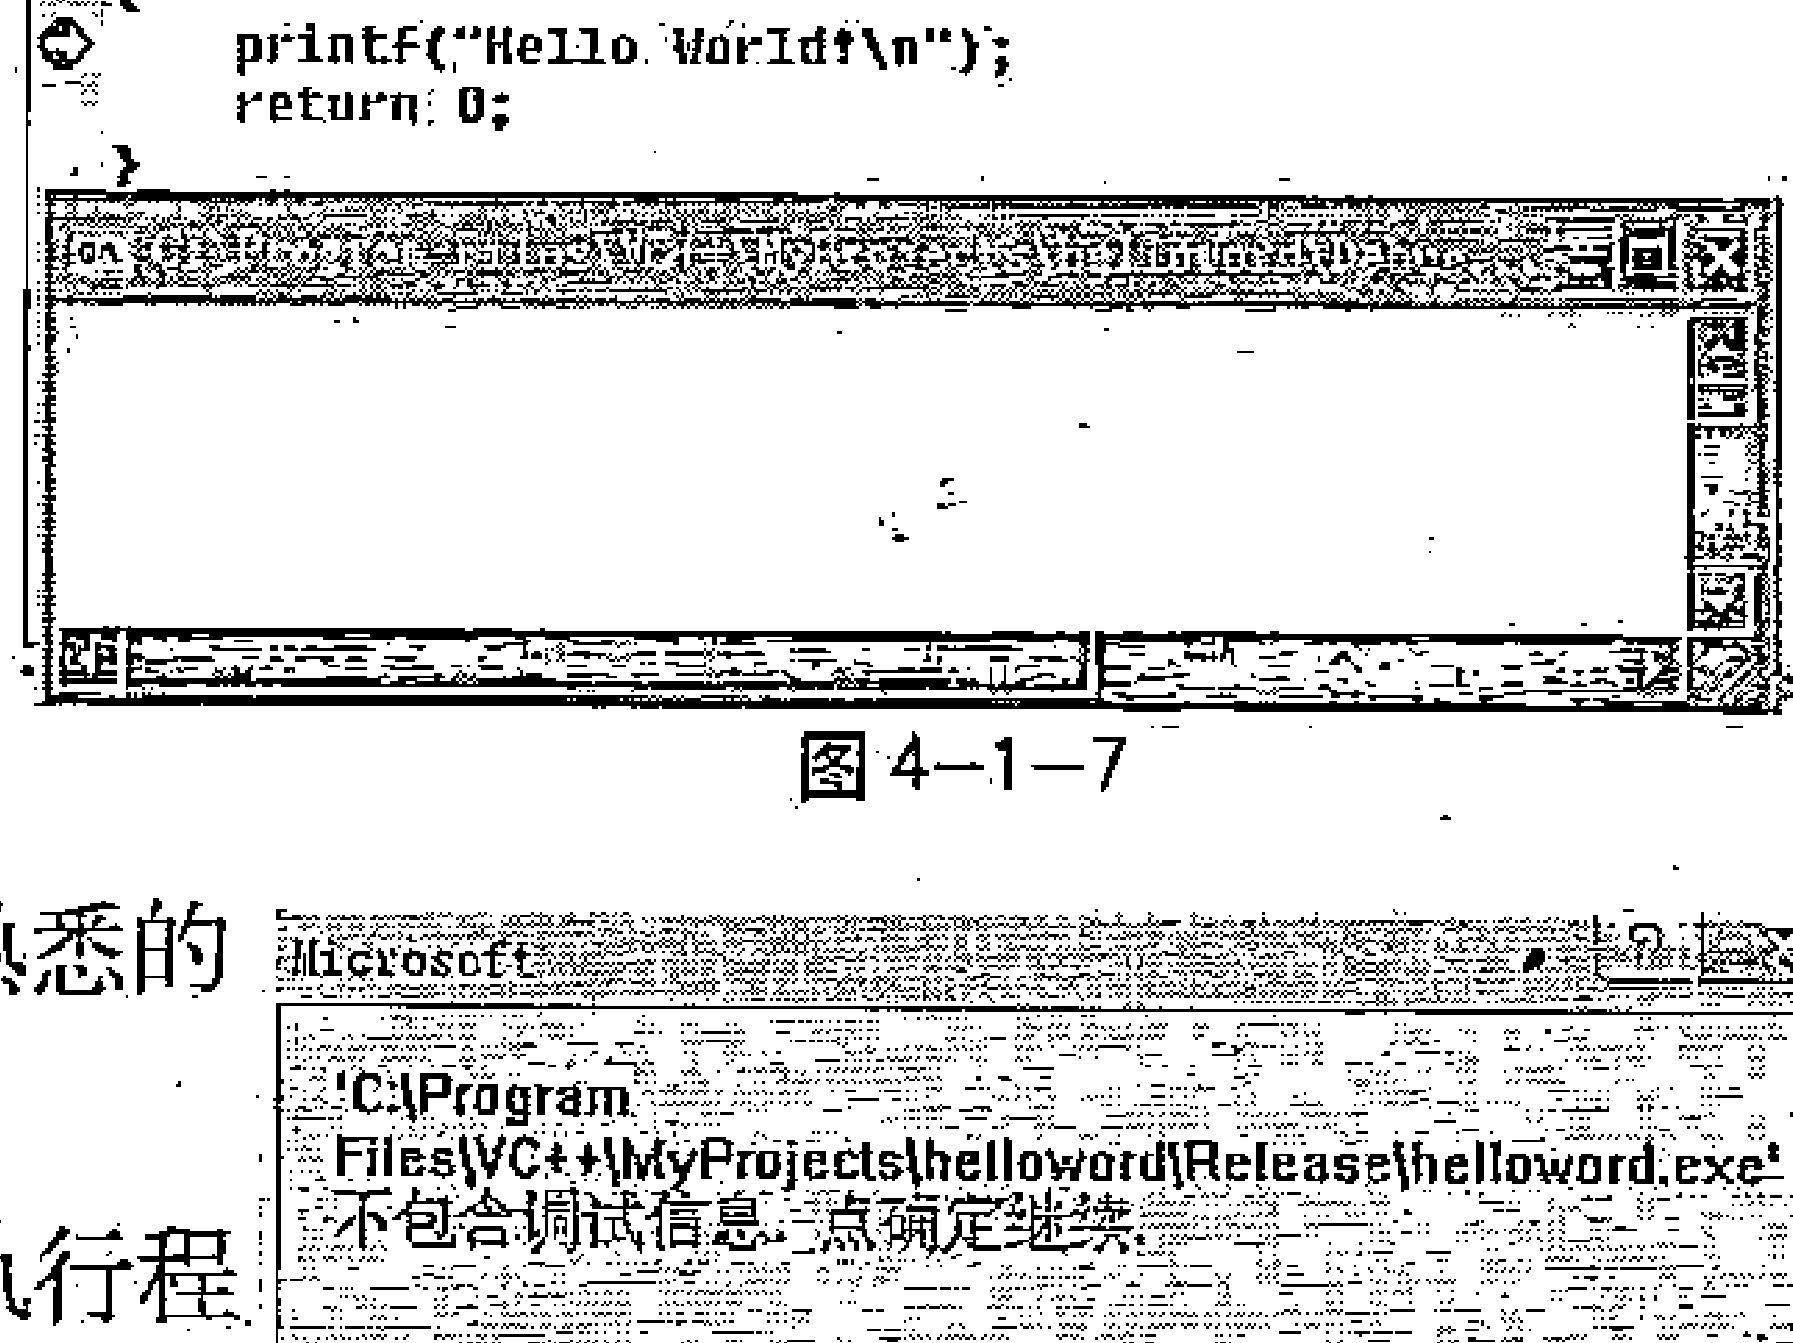 {
printf("Hello World!\n");
return 0;
}
图 4—1—7
悉的
Microsoft
'C:\Program
Files\VC++\MyProjects\helloword\Release\helloword.exe'
不包含调试信息. 点确定继续.
行程